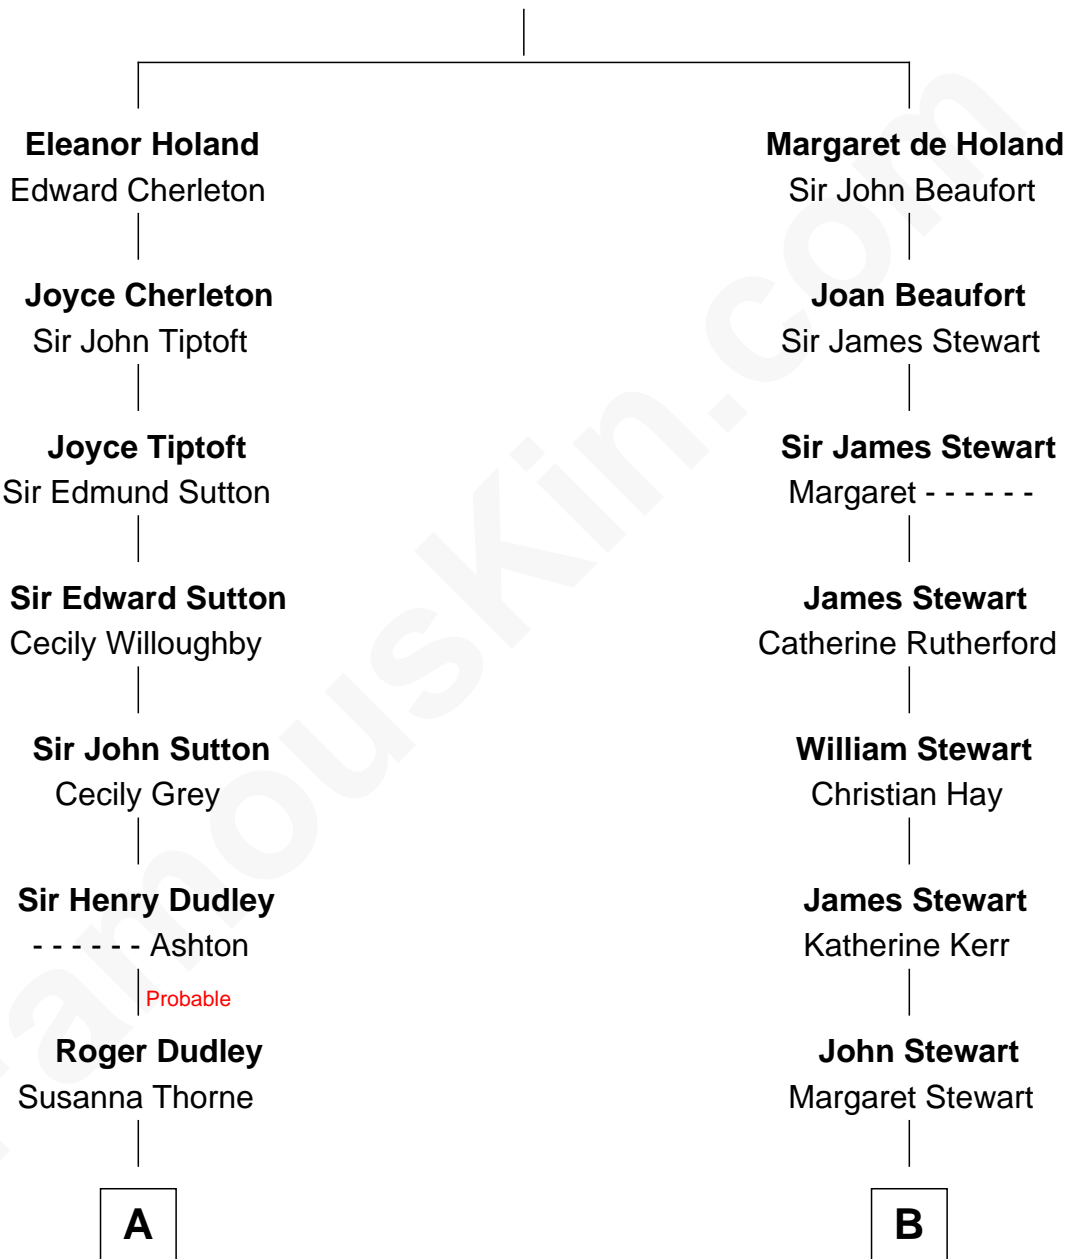 Eleanor Holand
Edward Cherleton
Joyce Cherleton
Sir John Tiptoft
Joyce Tiptoft
Sir Edmund Sutton
Sir Edward Sutton
Cecily Willoughby
Sir John Sutton
Cecily Grey
Sir Henry Dudley
- - - - - - Ashton
Probable
Roger Dudley
Susanna Thorne
A
Margaret de Holand
Sir John Beaufort
Joan Beaufort
Sir James Stewart
Sir James Stewart
Margaret - - - - - -
James Stewart
Catherine Rutherford
William Stewart
Christian Hay
James Stewart
Katherine Kerr
John Stewart
Margaret Stewart
B
FamousKin.com